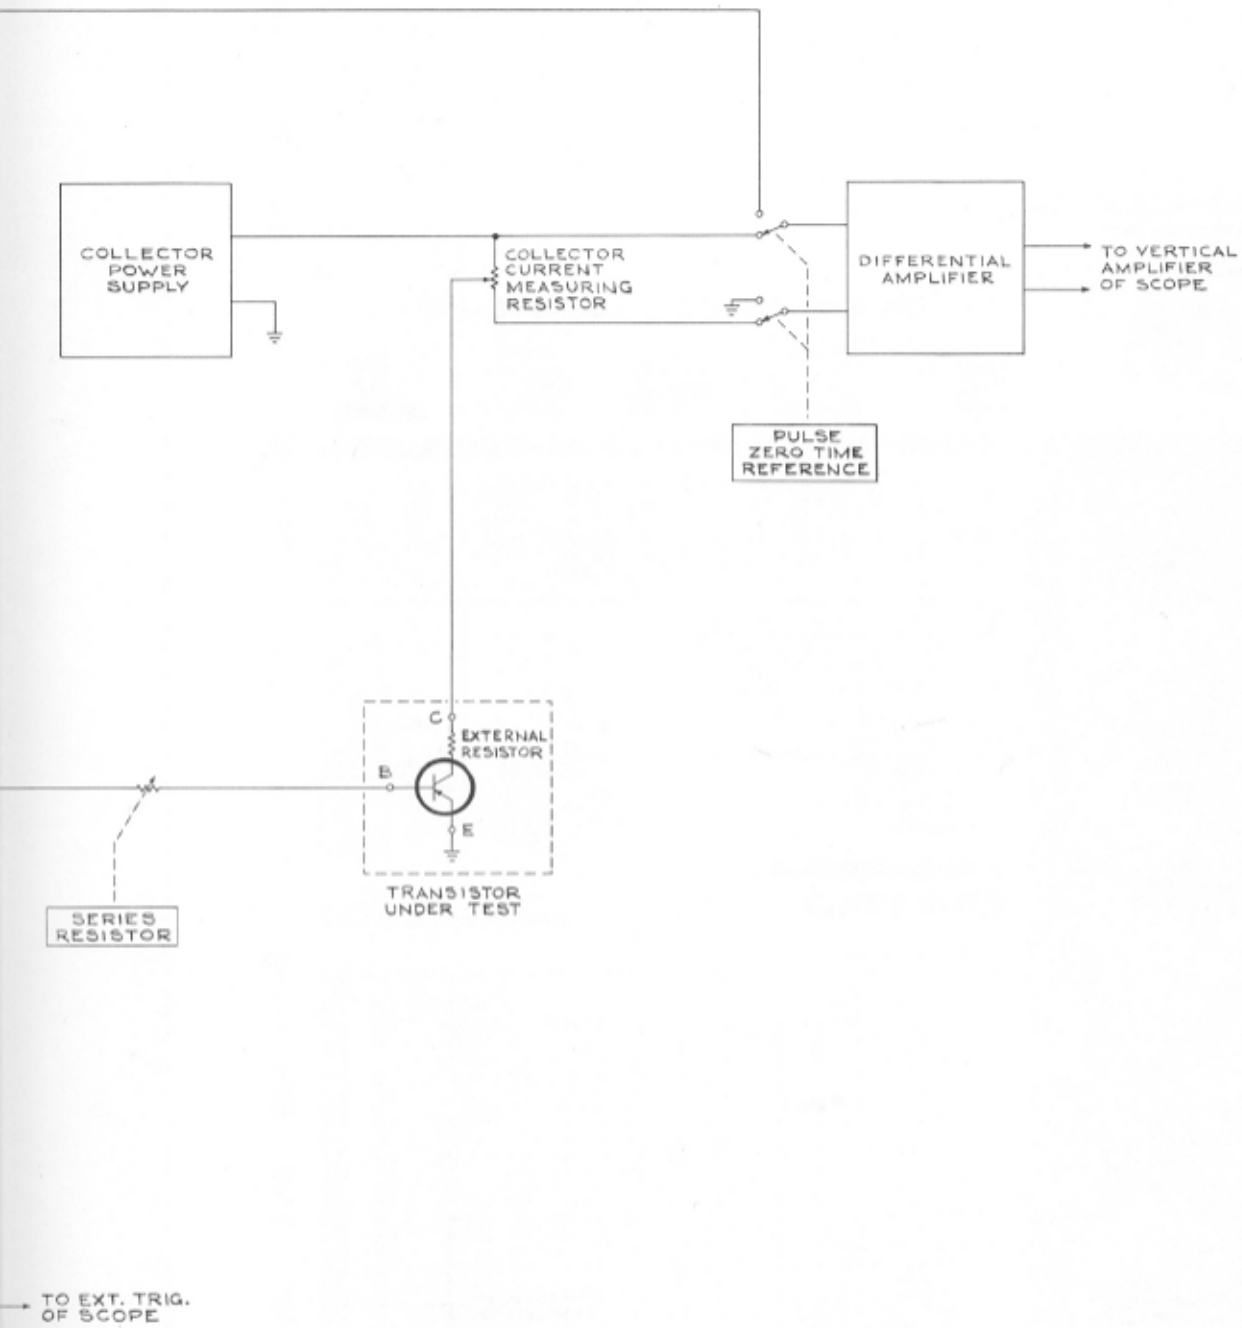 COLLECTOR
POWER
SUPPLY
COLLECTOR
CURRENT
MEASURING
RESISTOR
DIFFERENTIAL
AMPLIFIER
TO VERTICAL
AMPLIFIER
OF SCOPE
PULSE
ZERO TIME
REFERENCE
C
EXTERNAL
RESISTOR
B
E
TRANSISTOR
UNDER TEST
SERIES
RESISTOR
TO EXT. TRIG.
OF SCOPE